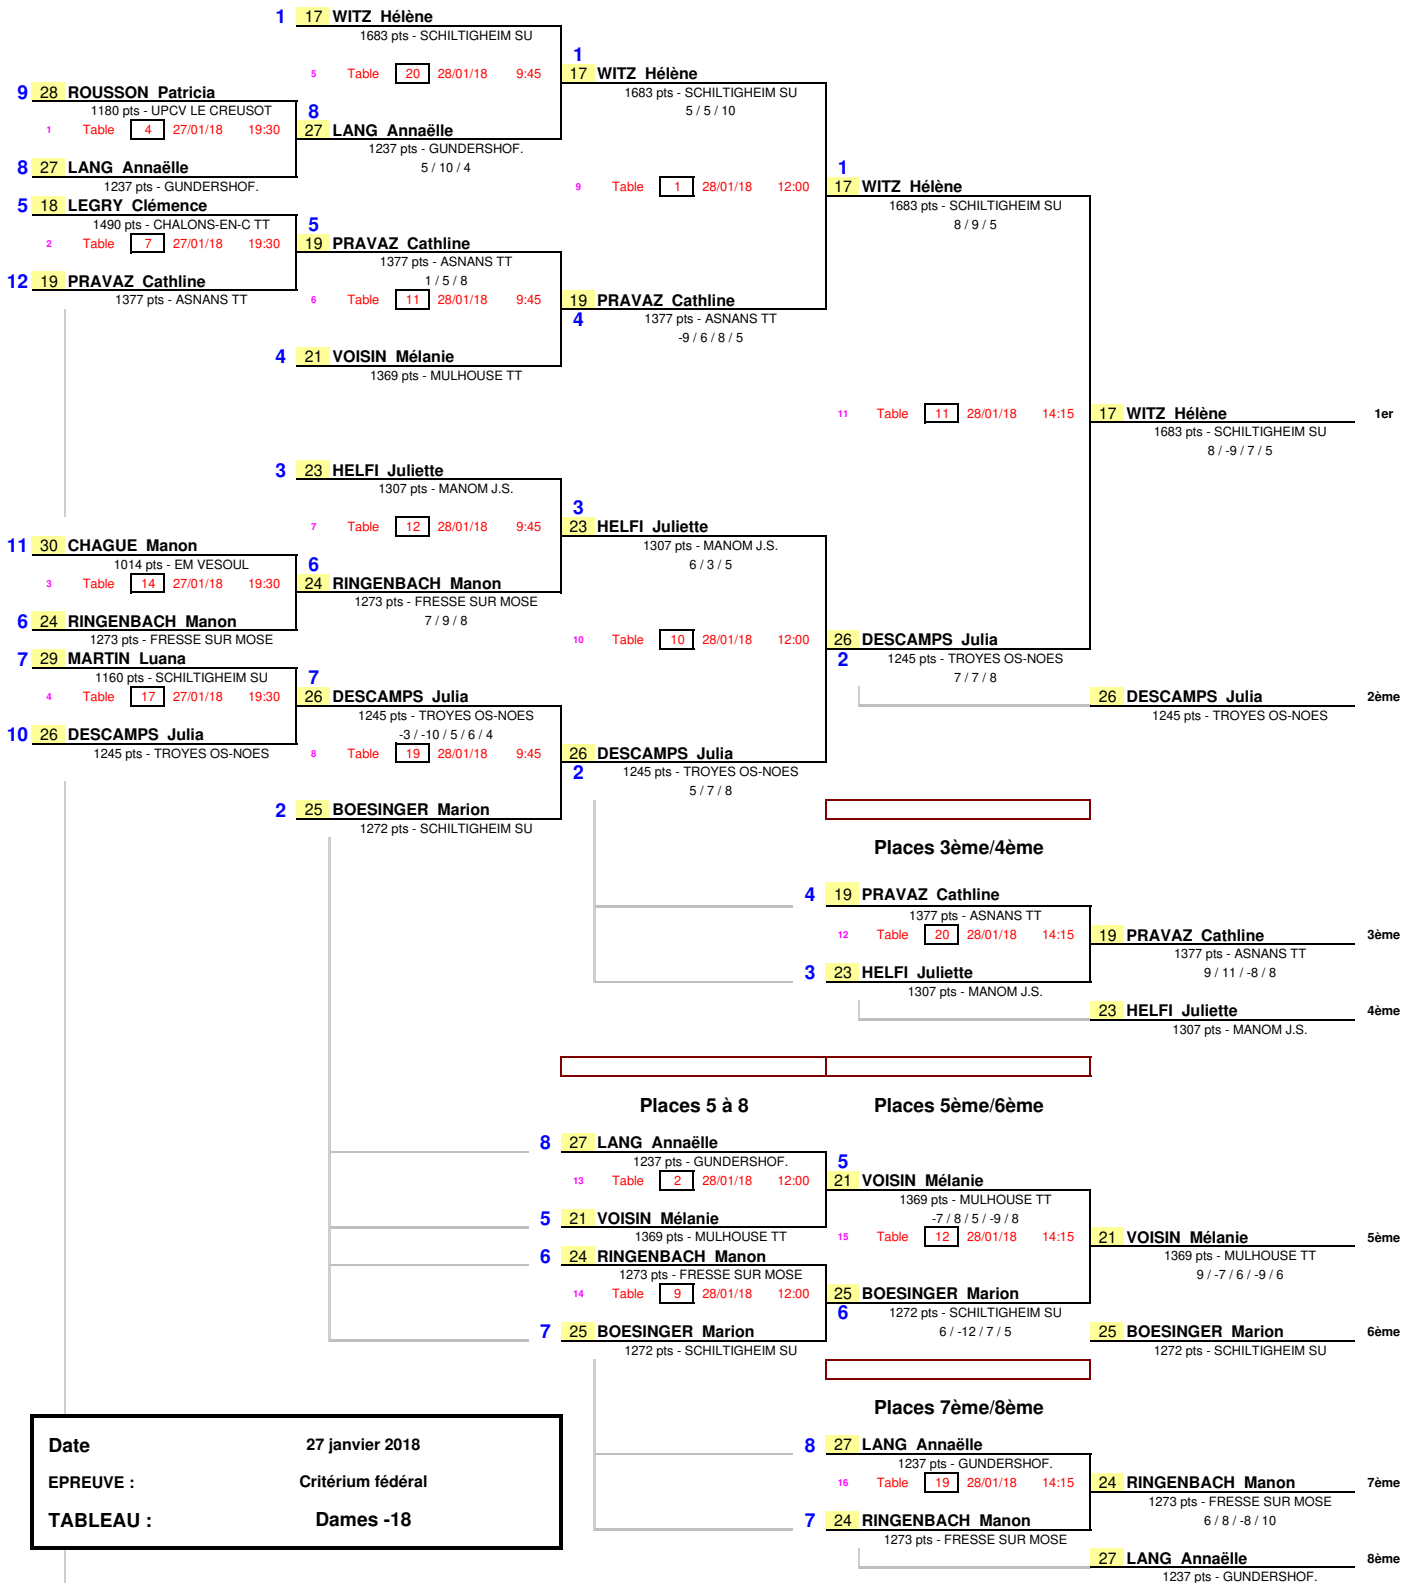 1 17 WITZ Hélène
1683 pts - SCHILTIGHEIM SU
5 Table 20 28/01/18 9:45
1
17 WITZ Hélène
1683 pts - SCHILTIGHEIM SU
5 / 5 / 10
9 28 ROUSSON Patricia
1180 pts - UPCV LE CREUSOT
1 Table 4 27/01/18 19:30
8
27 LANG Annaëlle
1237 pts - GUNDERSHOF.
5 / 10 / 4
8 27 LANG Annaëlle
1237 pts - GUNDERSHOF.
9 Table 1 28/01/18 12:00
1
17 WITZ Hélène
1683 pts - SCHILTIGHEIM SU
8 / 9 / 5
5 18 LEGRY Clémence
1490 pts - CHALONS-EN-C TT
2 Table 7 27/01/18 19:30
5
19 PRAVAZ Cathline
1377 pts - ASNANS TT
1 / 5 / 8
12 19 PRAVAZ Cathline
1377 pts - ASNANS TT
6 Table 11 28/01/18 9:45
19 PRAVAZ Cathline
4
1377 pts - ASNANS TT
-9 / 6 / 8 / 5
4 21 VOISIN Mélanie
1369 pts - MULHOUSE TT
11 Table 11 28/01/18 14:15
17 WITZ Hélène 1er
1683 pts - SCHILTIGHEIM SU
8 / -9 / 7 / 5
3 23 HELFI Juliette
1307 pts - MANOM J.S.
7 Table 12 28/01/18 9:45
3
23 HELFI Juliette
1307 pts - MANOM J.S.
6 / 3 / 5
11 30 CHAGUE Manon
1014 pts - EM VESOUL
3 Table 14 27/01/18 19:30
6
24 RINGENBACH Manon
1273 pts - FRESSE SUR MOSE
7 / 9 / 8
6 24 RINGENBACH Manon
1273 pts - FRESSE SUR MOSE
10 Table 10 28/01/18 12:00
26 DESCAMPS Julia
2
1245 pts - TROYES OS-NOES
7 / 7 / 8
7 29 MARTIN Luana
1160 pts - SCHILTIGHEIM SU
4 Table 17 27/01/18 19:30
7
26 DESCAMPS Julia
1245 pts - TROYES OS-NOES
-3 / -10 / 5 / 6 / 4
26 DESCAMPS Julia 2ème
1245 pts - TROYES OS-NOES
10 26 DESCAMPS Julia
1245 pts - TROYES OS-NOES
8 Table 19 28/01/18 9:45
26 DESCAMPS Julia
2
1245 pts - TROYES OS-NOES
5 / 7 / 8
2 25 BOESINGER Marion
1272 pts - SCHILTIGHEIM SU
Places 3ème/4ème
4 19 PRAVAZ Cathline
1377 pts - ASNANS TT
12 Table 20 28/01/18 14:15
19 PRAVAZ Cathline 3ème
1377 pts - ASNANS TT
9 / 11 / -8 / 8
3 23 HELFI Juliette
1307 pts - MANOM J.S.
23 HELFI Juliette 4ème
1307 pts - MANOM J.S.
Places 5 à 8 Places 5ème/6ème
8 27 LANG Annaëlle
1237 pts - GUNDERSHOF.
13 Table 2 28/01/18 12:00
5
21 VOISIN Mélanie
1369 pts - MULHOUSE TT
-7 / 8 / 5 / -9 / 8
5 21 VOISIN Mélanie
1369 pts - MULHOUSE TT
15 Table 12 28/01/18 14:15
21 VOISIN Mélanie 5ème
1369 pts - MULHOUSE TT
9 / -7 / 6 / -9 / 6
6 24 RINGENBACH Manon
1273 pts - FRESSE SUR MOSE
14 Table 9 28/01/18 12:00
25 BOESINGER Marion
6
1272 pts - SCHILTIGHEIM SU
6 / -12 / 7 / 5
7 25 BOESINGER Marion
1272 pts - SCHILTIGHEIM SU
25 BOESINGER Marion 6ème
1272 pts - SCHILTIGHEIM SU
Places 7ème/8ème
8 27 LANG Annaëlle
1237 pts - GUNDERSHOF.
16 Table 19 28/01/18 14:15
24 RINGENBACH Manon 7ème
1273 pts - FRESSE SUR MOSE
6 / 8 / -8 / 10
7 24 RINGENBACH Manon
1273 pts - FRESSE SUR MOSE
27 LANG Annaëlle 8ème
1237 pts - GUNDERSHOF.
Date 27 janvier 2018
EPREUVE : Critérium fédéral
TABLEAU : Dames -18